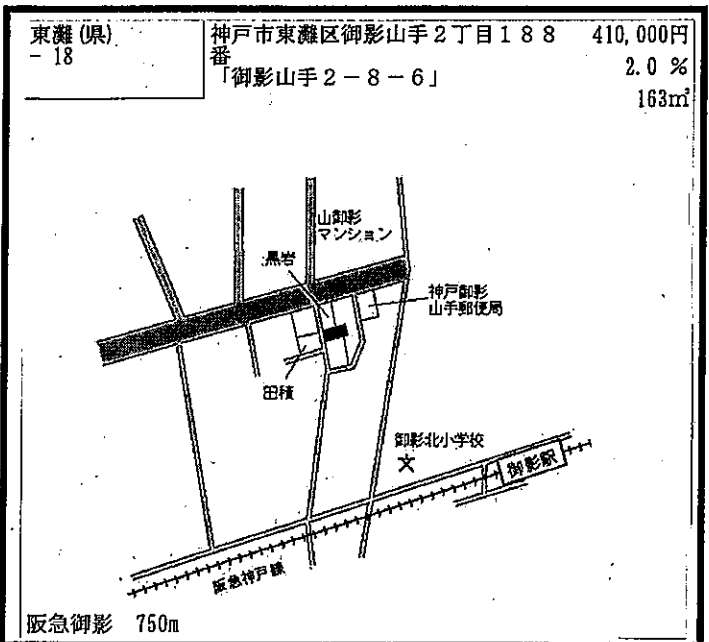 東灘(県)
- 18
神戸市東灘区御影山手２丁目１８８
番
「御影山手２－８－６」
410,000円
2.0 %
163㎡
山御影
マンション
黒岩
神戸御影
山手郵便局
田積
御影北小学校
御影駅
阪急神戸線
阪急御影 750m